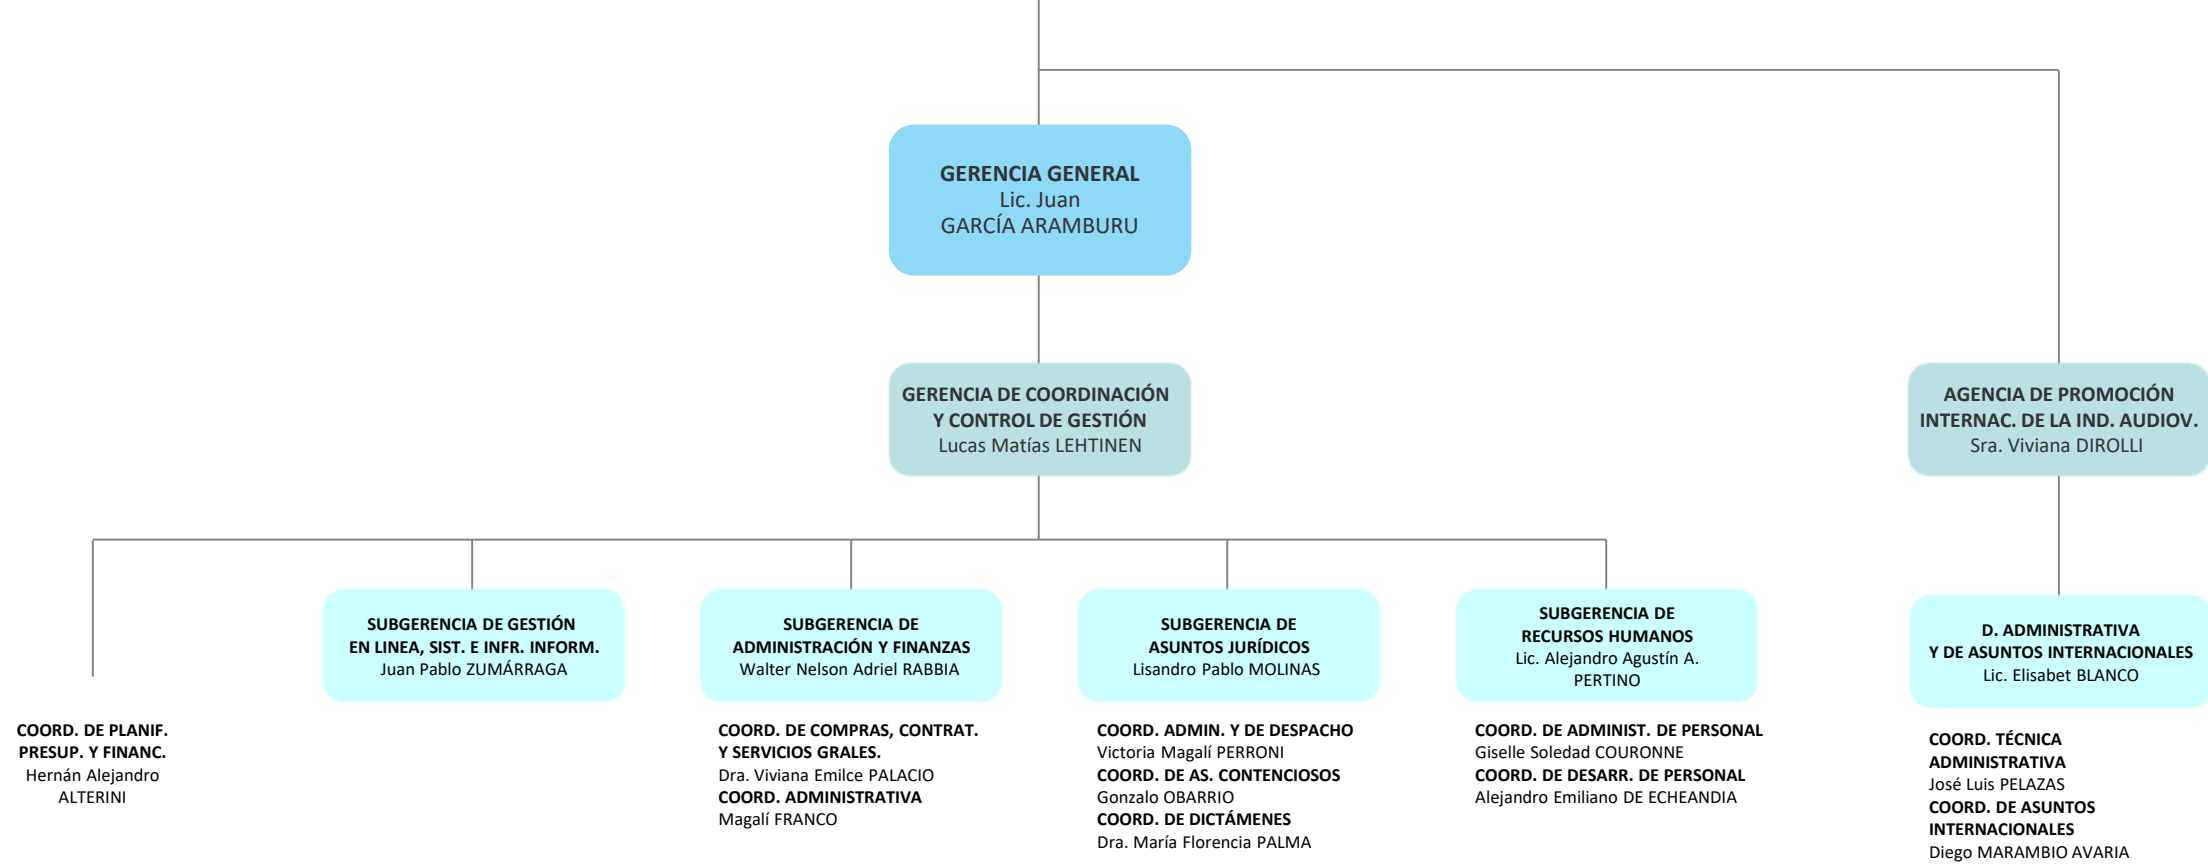 GERENCIA GENERAL
Lic. Juan
GARCÍA ARAMBURU
GERENCIA DE COORDINACIÓN
Y CONTROL DE GESTIÓN
Lucas Matías LEHTINEN
AGENCIA DE PROMOCIÓN
INTERNAC. DE LA IND. AUDIOV.
Sra. Viviana DIROLLI
COORD. DE PLANIF.
PRESUP. Y FINANC.
Hernán Alejandro
ALTERINI
SUBGERENCIA DE GESTIÓN
EN LINEA, SIST. E INFR. INFORM.
Juan Pablo ZUMÁRRAGA
SUBGERENCIA DE
ADMINISTRACIÓN Y FINANZAS
Walter Nelson Adriel RABBIA
COORD. DE COMPRAS, CONTRAT.
Y SERVICIOS GRALES.
Dra. Viviana Emilce PALACIO
COORD. ADMINISTRATIVA
Magalí FRANCO
SUBGERENCIA DE
ASUNTOS JURÍDICOS
Lisandro Pablo MOLINAS
COORD. ADMIN. Y DE DESPACHO
Victoria Magalí PERRONI
COORD. DE AS. CONTENCIOSOS
Gonzalo OBARRIO
COORD. DE DICTÁMENES
Dra. María Florencia PALMA
SUBGERENCIA DE
RECURSOS HUMANOS
Lic. Alejandro Agustín A.
PERTINO
COORD. DE ADMINIST. DE PERSONAL
Giselle Soledad COURONNE
COORD. DE DESARR. DE PERSONAL
Alejandro Emiliano DE ECHEANDIA
D. ADMINISTRATIVA
Y DE ASUNTOS INTERNACIONALES
Lic. Elisabet BLANCO
COORD. TÉCNICA
ADMINISTRATIVA
José Luis PELAZAS
COORD. DE ASUNTOS
INTERNACIONALES
Diego MARAMBIO AVARIA